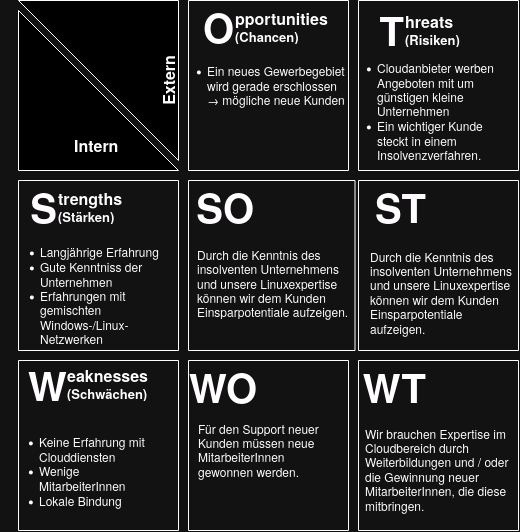 Extern
Intern
Opportunities
(Chancen)
• Ein neues Gewerbegebiet
wird gerade erschlossen
→ mögliche neue Kunden
Threats
(Risiken)
• Cloudanbieter werben
Angeboten mit um
günstigen kleine
Unternehmen
• Ein wichtiger Kunde
steckt in einem
Insolvenzverfahren.
Strengths
(Stärken)
• Langjährige Erfahrung
• Gute Kenntniss der
Unternehmen
• Erfahrungen mit
gemischten
Windows-/Linux-
Netzwerken
SO
Durch die Kenntnis des
insolventen Unternehmens
und unsere Linuxexpertise
können wir dem Kunden
Einsparpotentiale aufzeigen.
ST
Durch die Kenntnis des
insolventen Unternehmens
und unsere Linuxexpertise
können wir dem Kunden
Einsparpotentiale
aufzeigen.
Weaknesses
(Schwächen)
• Keine Erfahrung mit
Clouddiensten
• Wenige
MitarbeiterInnen
• Lokale Bindung
WO
Für den Support neuer
Kunden müssen neue
MitarbeiterInnen
gewonnen werden.
WT
Wir brauchen Expertise im
Cloudbereich durch
Weiterbildungen und / oder
die Gewinnung neuer
MitarbeiterInnen, die diese
mitbringen.